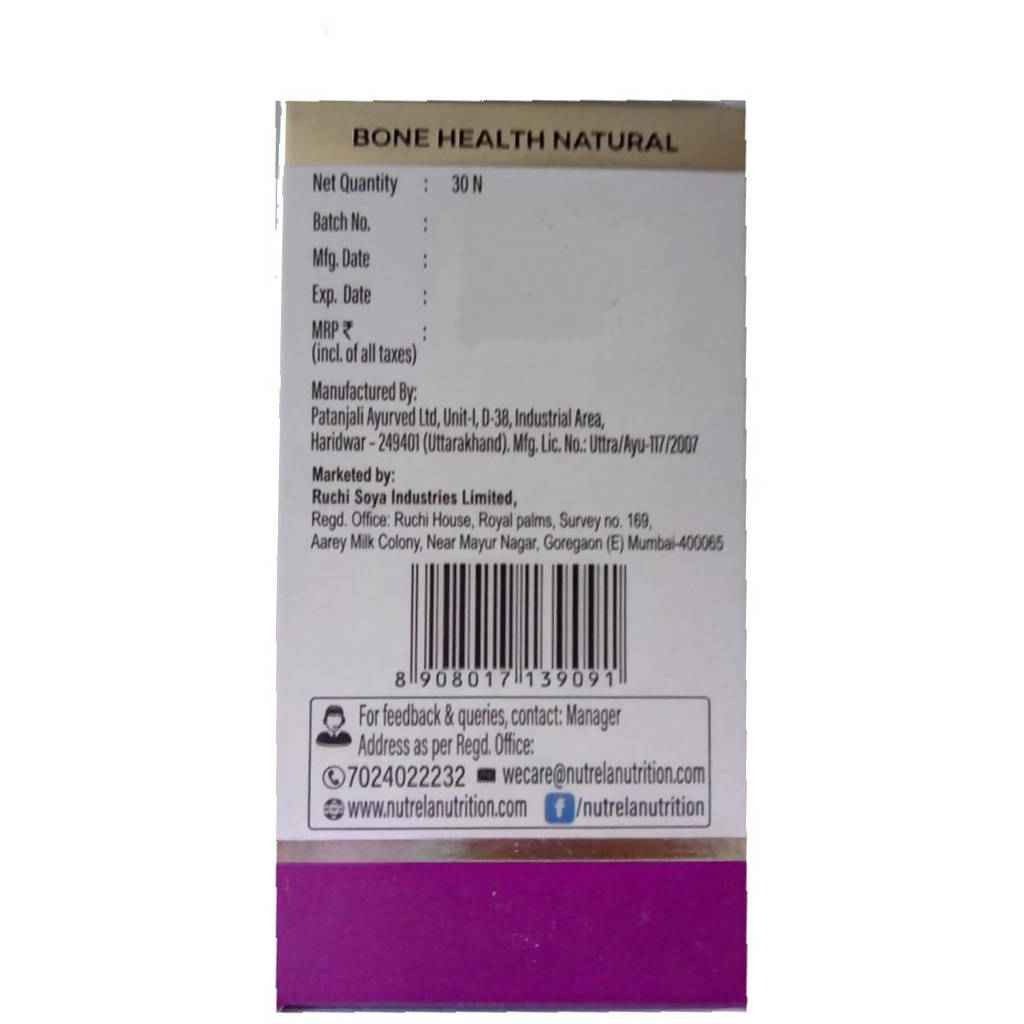 BONE HEALTH NATURAL
Net Quantity : 30 N
Batch No. :
Mfg. Date :
Exp. Date :
MRP ₹ :
(incl. of all taxes)
Manufactured By:
Patanjali Ayurved Ltd, Unit-I, D-38, Industrial Area,
Haridwar - 249401 (Uttarakhand). Mfg. Lic. No.: Uttra/Ayu-117/2007
Marketed by:
Ruchi Soya Industries Limited,
Regd. Office: Ruchi House, Royal palms, Survey no. 169,
Aarey Milk Colony, Near Mayur Nagar, Goregaon (E) Mumbai-400065
8 908017 139091
For feedback & queries, contact: Manager
Address as per Regd. Office:
7024022232 wecare@nutrelanutrition.com
www.nutrelanutrition.com f/nutrelanutrition